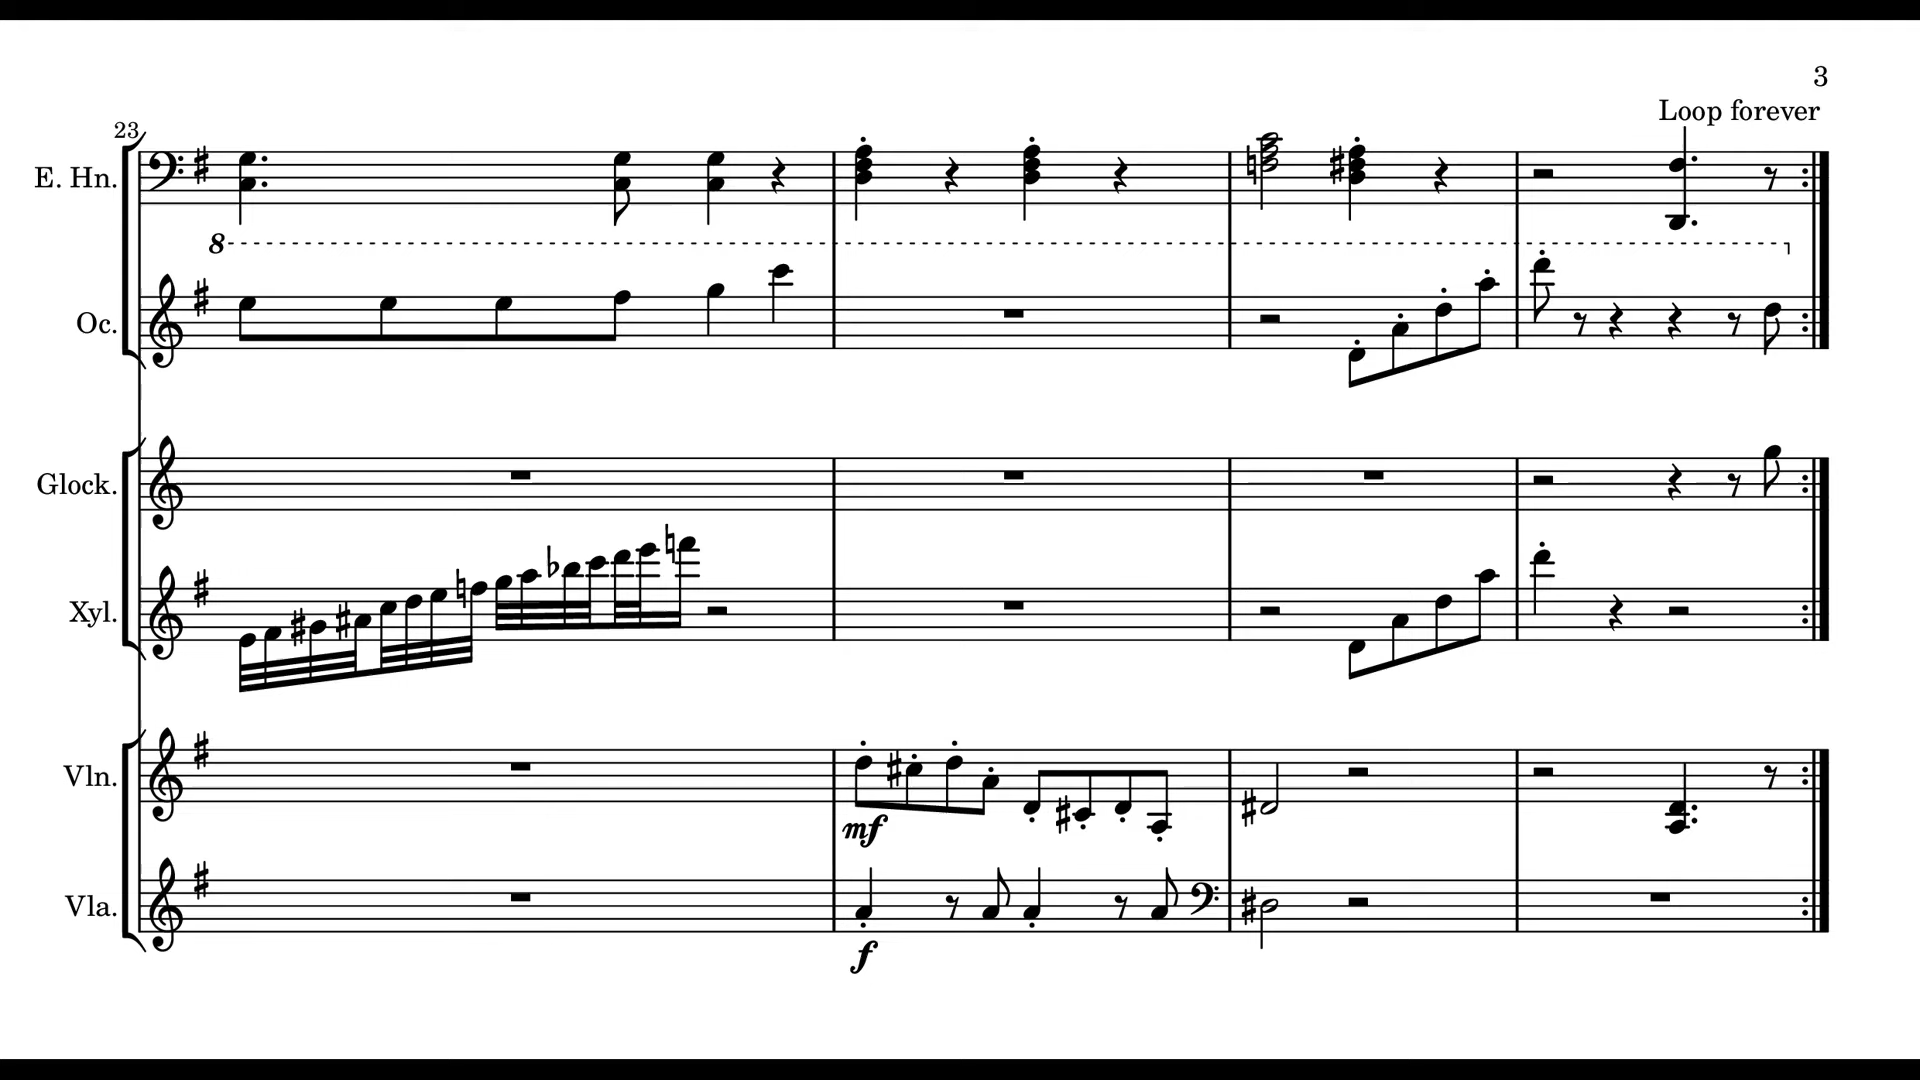 3
Loop forever
23
E. Hn.
8
Oc.
Glock.
Xyl.
Vln.
mf
Vla.
f